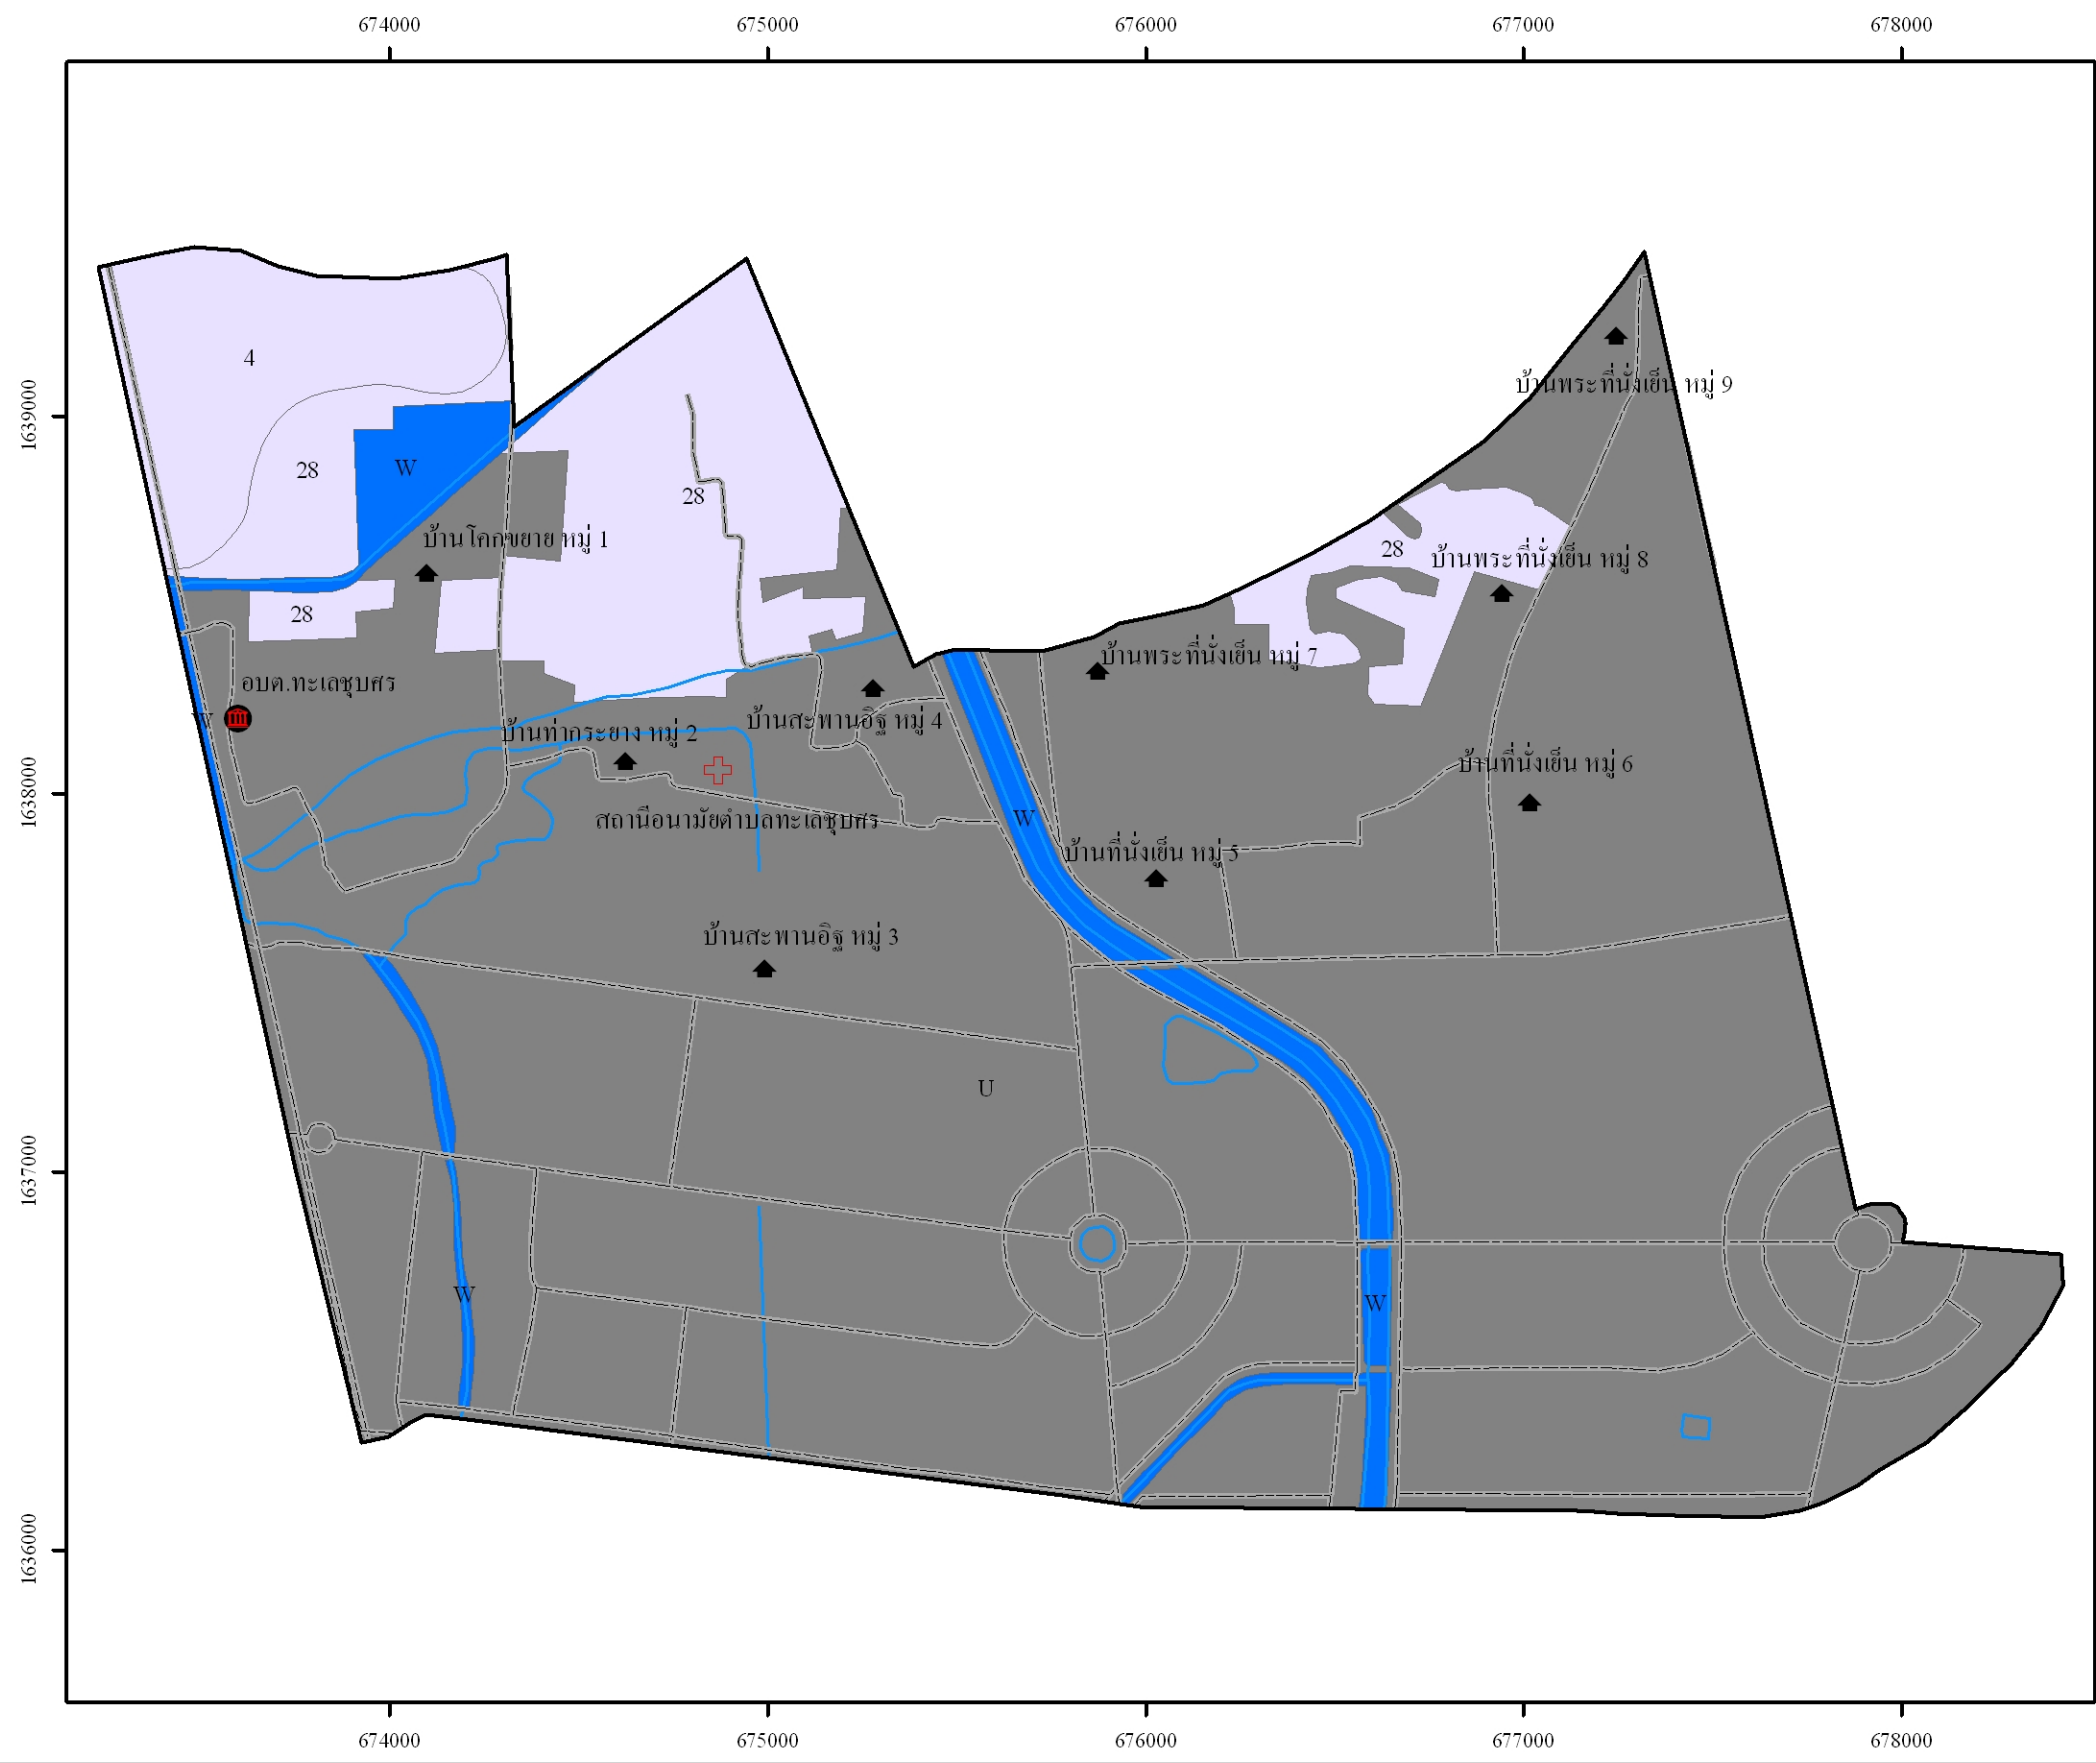 674000 675000 676000 677000 678000
1639000
1638000
1637000
1636000
บ้านพระที่นั่งเย็น หมู่ 9
4
28
W
28
บ้านโคกขยาย หมู่ 1
28
บ้านพระที่นั่งเย็น หมู่ 8
28
บ้านพระที่นั่งเย็น หมู่ 7
อบต.ทะเลชุบศร
W
บ้านท่ากระยาง หมู่ 2
บ้านสะพานอิฐ หมู่ 4
บ้านที่นั่งเย็น หมู่ 6
สถานีอนามัยตำบลทะเลชุบศร
W
บ้านที่นั่งเย็น หมู่ 5
บ้านสะพานอิฐ หมู่ 3
U
W
W
674000 675000 676000 677000 678000